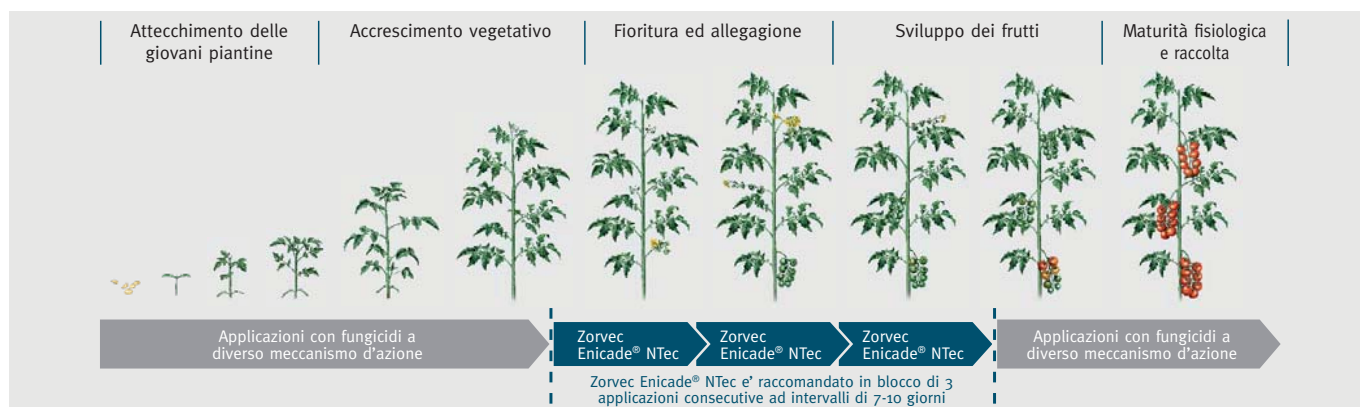 Attecchimento delle
giovani piantine
Accrescimento vegetativo
Fioritura ed allegagione
Sviluppo dei frutti
Maturità fisiologica
e raccolta
Applicazioni con fungicidi a
diverso meccanismo d'azione
Zorvec
Enicade® NTec
Zorvec
Enicade® NTec
Zorvec
Enicade® NTec
Applicazioni con fungicidi a
diverso meccanismo d'azione
Zorvec Enicade® NTec e' raccomandato in blocco di 3
applicazioni consecutive ad intervalli di 7-10 giorni